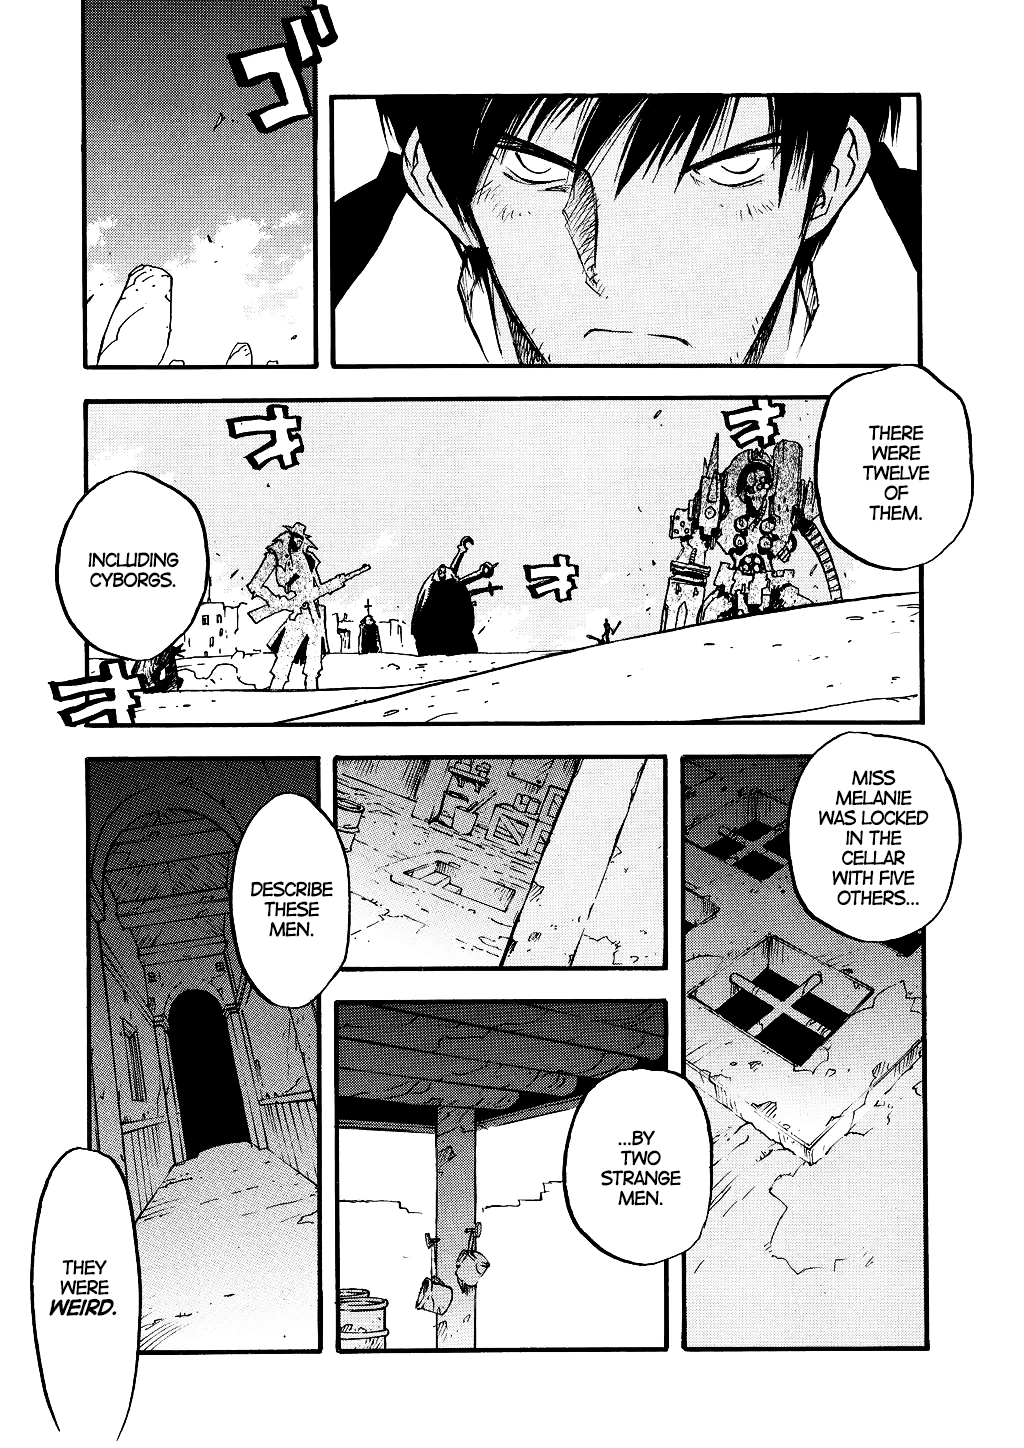 ゴ
THERE
WERE
TWELVE
OF
THEM.
オ
オ
オ
オ
INCLUDING
CYBORGS.
MISS
MELANIE
WAS LOCKED
IN THE
CELLAR
WITH FIVE
OTHERS...
...BY
TWO
STRANGE
MEN.
DESCRIBE
THESE
MEN.
THEY
WERE
WEIRD.